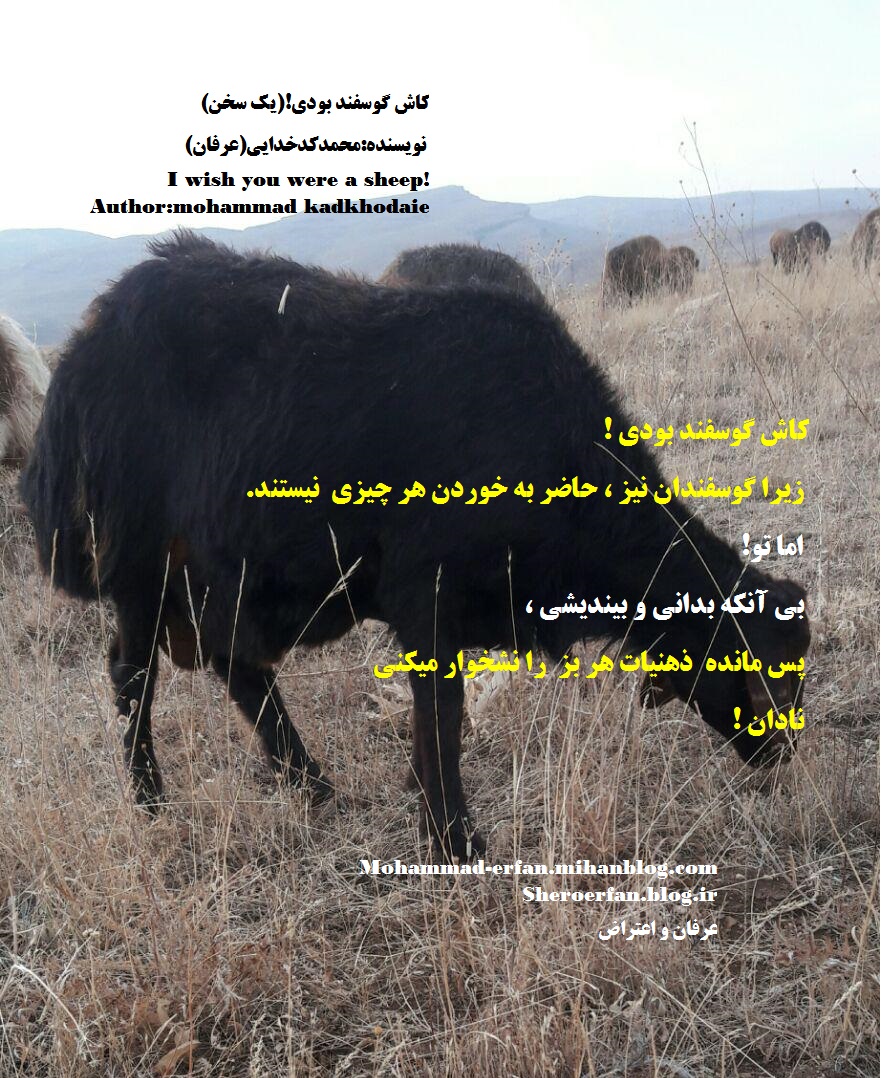 کاش گوسفند بودی!(یک سخن)
نویسنده:محمدکدخدایی(عرفان)
I wish you were a sheep!
Author:mohammad kadkhodaie
کاش گوسفند بودی !
زیرا گوسفندان نیز ، حاضر به خوردن هر چیزی نیستند.
اما تو!
بی آنکه بدانی و بیندیشی ،
پس مانده ذهنیات هر بز را نشخوار میکنی
نادان !
Mohammad-erfan.mihanblog.com
Sheroerfan.blog.ir
عرفان و اعتراض